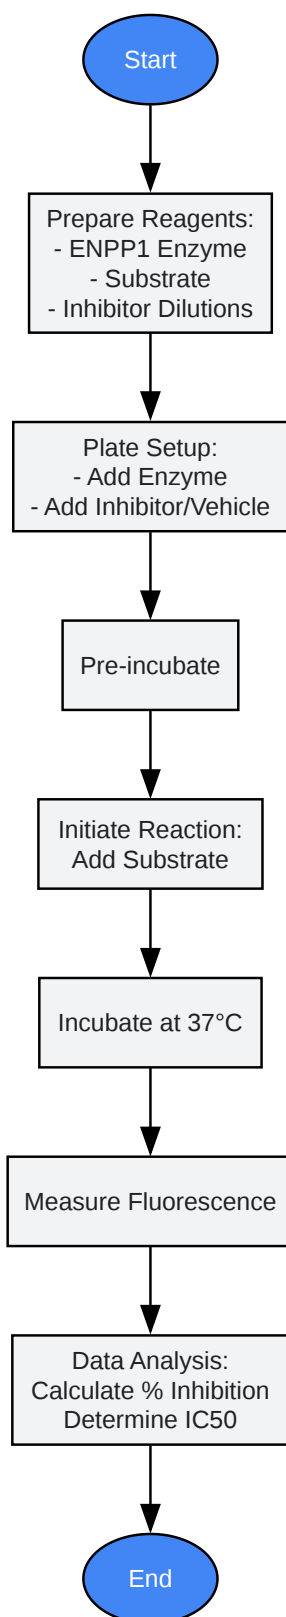 Start
Prepare Reagents:
- ENPP1 Enzyme
- Substrate
- Inhibitor Dilutions
Plate Setup:
- Add Enzyme
- Add Inhibitor/Vehicle
Pre-incubate
Initiate Reaction:
Add Substrate
Incubate at 37°C
Measure Fluorescence
Data Analysis:
Calculate % Inhibition
Determine IC50
End